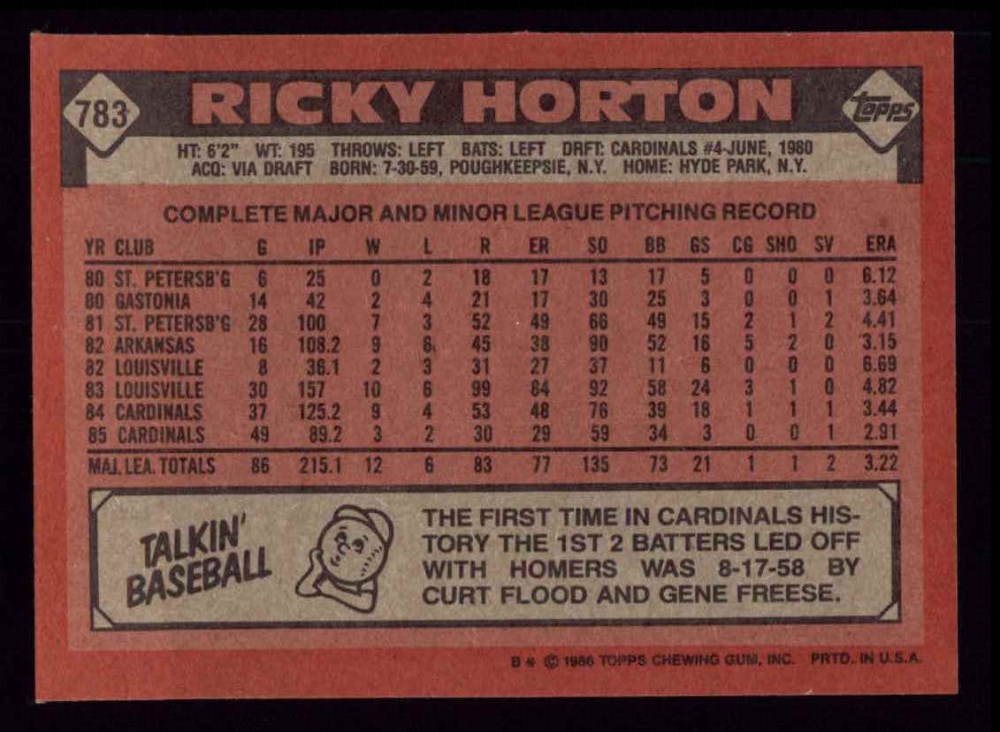 783 RICKY HORTON Topps
HT: 6'2" WT: 195 THROWS: LEFT BATS: LEFT DRFT: CARDINALS #4-JUNE, 1980
ACQ: VIA DRAFT BORN: 7-30-59, POUGHKEEPSIE, N.Y. HOME: HYDE PARK, N.Y.
COMPLETE MAJOR AND MINOR LEAGUE PITCHING RECORD
YR CLUB G IP W L R ER SO BB GS CG SHO SV ERA
80 ST. PETERSB'G 6 25 0 2 18 17 13 17 5 0 0 0 6.12
80 GASTONIA 14 42 2 4 21 17 30 25 3 0 0 1 3.64
81 ST. PETERSB'G 28 100 7 3 52 49 66 49 15 2 1 2 4.41
82 ARKANSAS 16 108.2 9 6 45 38 90 52 16 5 2 0 3.15
82 LOUISVILLE 8 36.1 2 3 31 27 37 11 6 0 0 0 6.69
83 LOUISVILLE 30 157 10 6 99 84 92 58 24 3 1 0 4.82
84 CARDINALS 37 125.2 9 4 53 48 76 39 18 1 1 1 3.44
85 CARDINALS 49 89.2 3 2 30 29 59 34 3 0 0 1 2.91
MAJ. LEA. TOTALS 86 215.1 12 6 83 77 135 73 21 1 1 2 3.22
TALKIN'
BASEBALL
THE FIRST TIME IN CARDINALS HIS-
TORY THE 1ST 2 BATTERS LED OFF
WITH HOMERS WAS 8-17-58 BY
CURT FLOOD AND GENE FREESE.
B * © 1986 TOPPS CHEWING GUM, INC. PRTD. IN U.S.A.